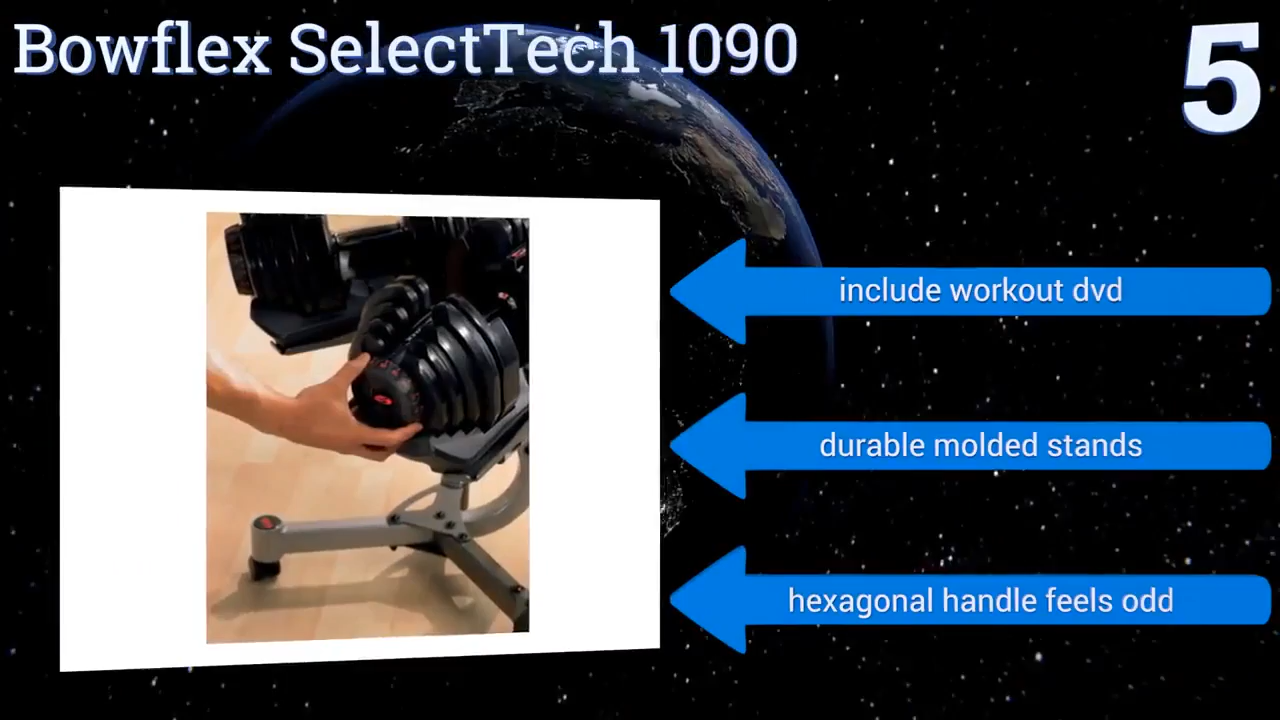 Bowflex SelectTech 1090
5
include workout dvd
durable molded stands
hexagonal handle feels odd